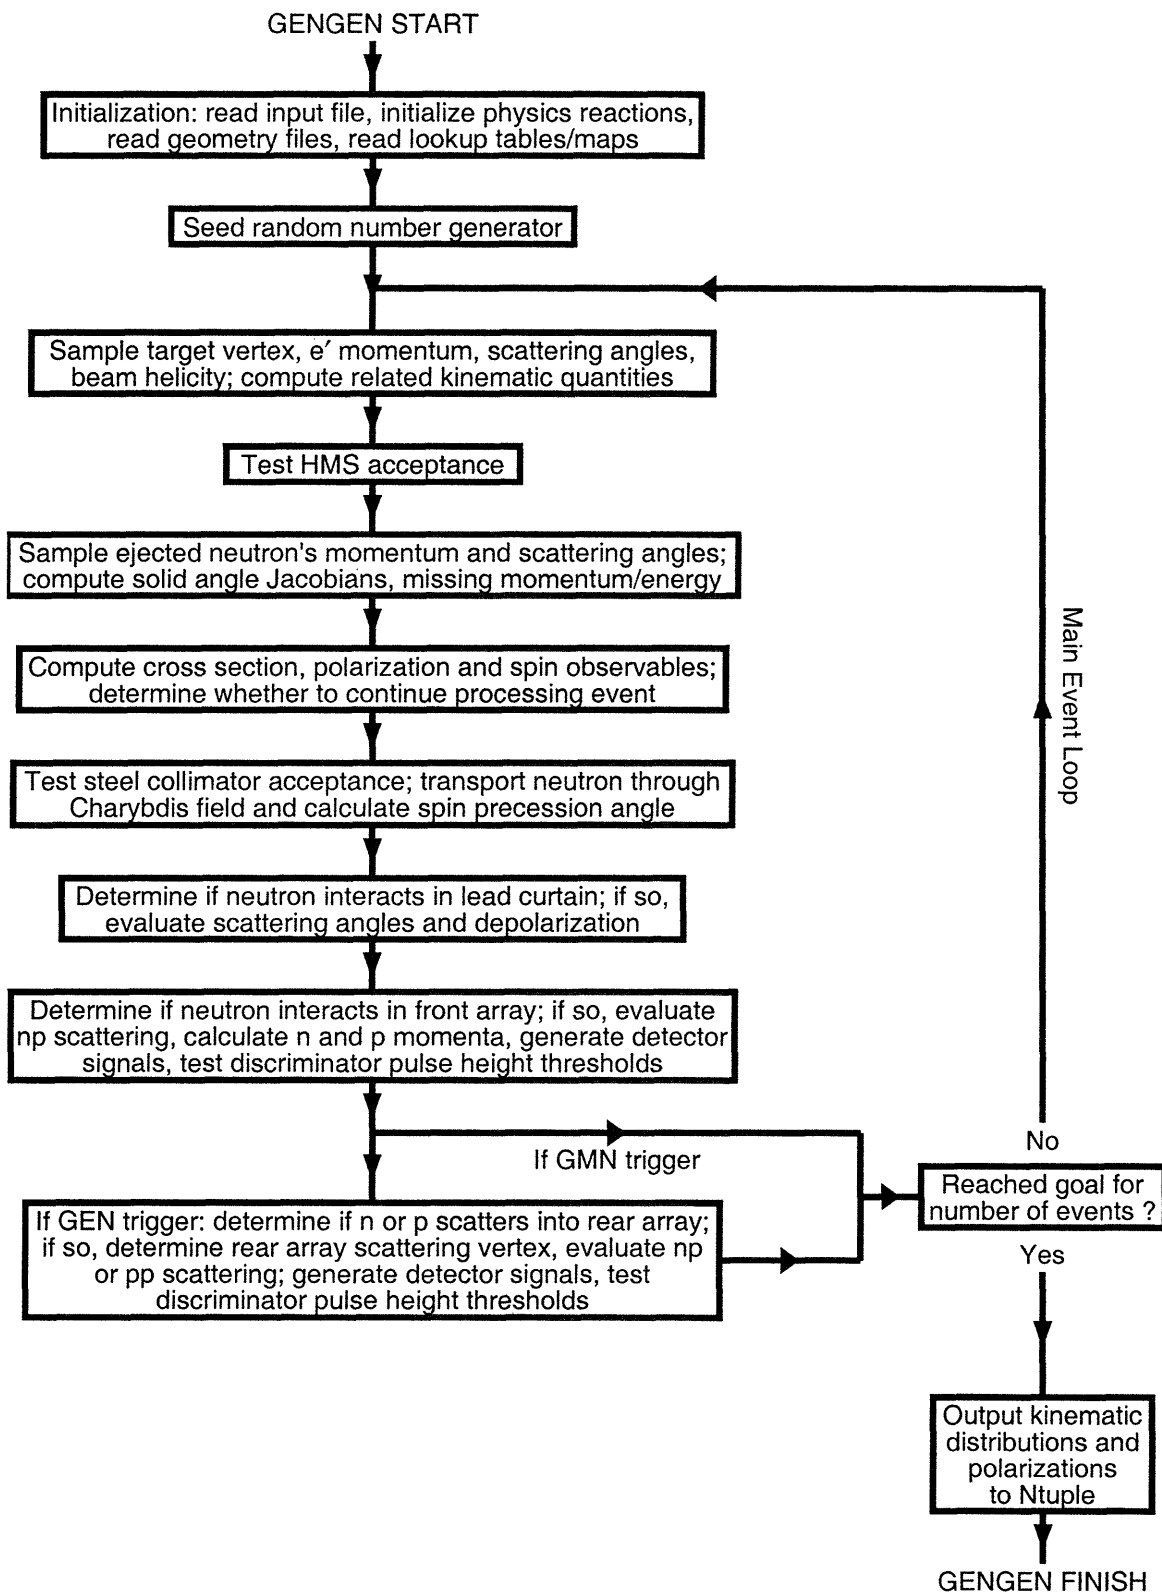 GENGEN START
Initialization: read input file, initialize physics reactions,
read geometry files, read lookup tables/maps
Seed random number generator
Sample target vertex, e′ momentum, scattering angles,
beam helicity; compute related kinematic quantities
Test HMS acceptance
Sample ejected neutron's momentum and scattering angles;
compute solid angle Jacobians, missing momentum/energy
Compute cross section, polarization and spin observables;
determine whether to continue processing event
Test steel collimator acceptance; transport neutron through
Charybdis field and calculate spin precession angle
Determine if neutron interacts in lead curtain; if so,
evaluate scattering angles and depolarization
Determine if neutron interacts in front array; if so, evaluate
np scattering, calculate n and p momenta, generate detector
signals, test discriminator pulse height thresholds
If GMN trigger
If GEN trigger: determine if n or p scatters into rear array;
if so, determine rear array scattering vertex, evaluate np
or pp scattering; generate detector signals, test
discriminator pulse height thresholds
Main Event Loop
No
Reached goal for
number of events ?
Yes
Output kinematic
distributions and
polarizations
to Ntuple
GENGEN FINISH